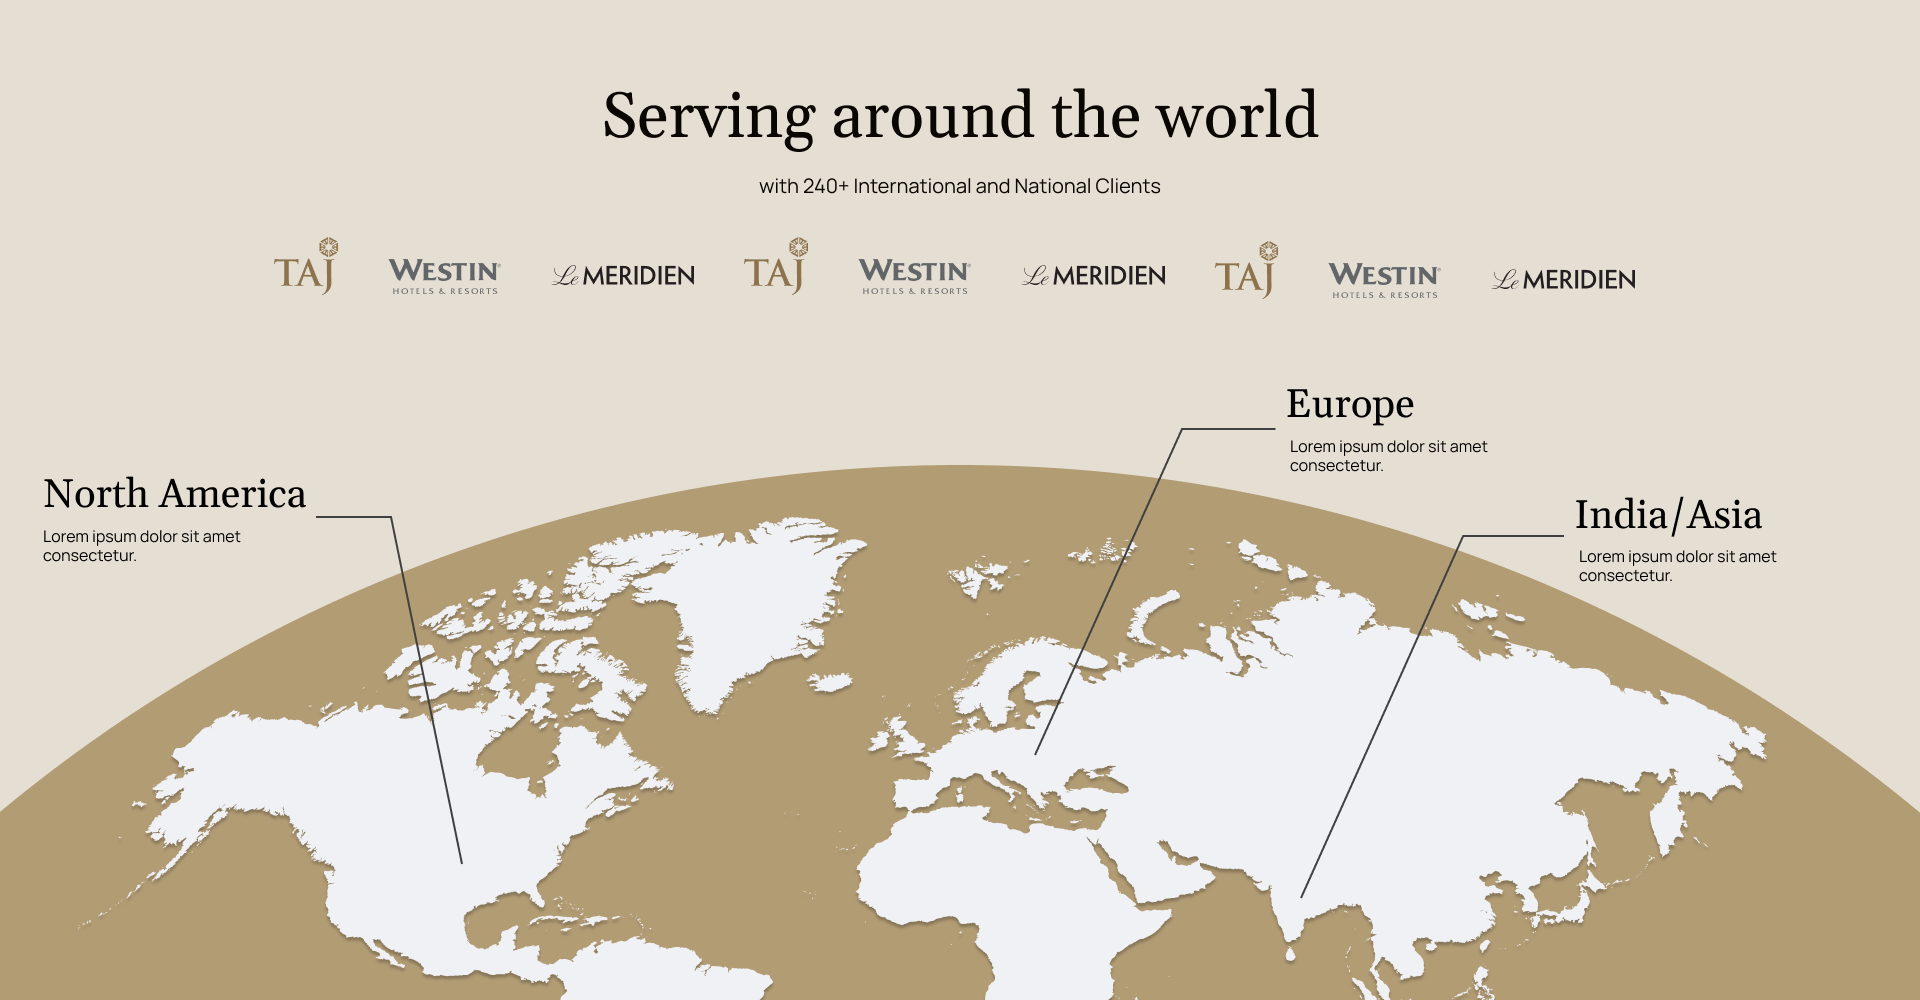 Serving around the world
with 240+ International and National Clients
TAJ WESTIN® Le MERIDIEN TAJ WESTIN® Le MERIDIEN TAJ WESTIN® Le MERIDIEN
HOTELS & RESORTS HOTELS & RESORTS HOTELS & RESORTS
Europe
Lorem ipsum dolor sit amet
consectetur.
North America
Lorem ipsum dolor sit amet
consectetur.
India/Asia
Lorem ipsum dolor sit amet
consectetur.